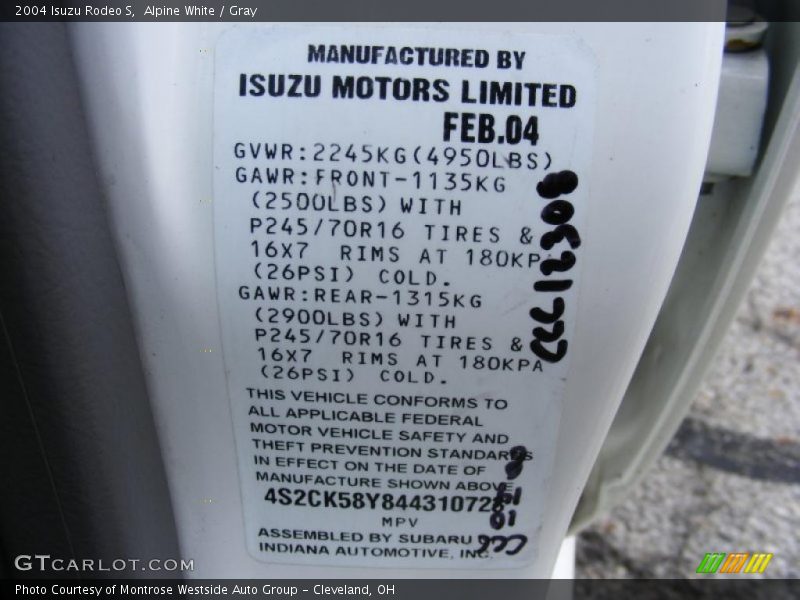 2004 Isuzu Rodeo S,  Alpine White / Gray
MANUFACTURED BY
ISUZU MOTORS LIMITED
FEB.04
GVWR:2245KG(4950LBS)
GAWR:FRONT-1135KG
(2500LBS) WITH
P245/70R16 TIRES &
16X7 RIMS AT 180KP
(26PSI) COLD.
GAWR:REAR-1315KG
(2900LBS) WITH
P245/70R16 TIRES &
16X7 RIMS AT 180KPA
(26PSI) COLD.
THIS VEHICLE CONFORMS TO
ALL APPLICABLE FEDERAL
MOTOR VEHICLE SAFETY AND
THEFT PREVENTION STANDARDS
IN EFFECT ON THE DATE OF
MANUFACTURE SHOWN ABOVE
4S2CK58Y844310728
MPV
ASSEMBLED BY SUBARU
INDIANA AUTOMOTIVE, INC.
GTCARLOT.COM
Photo Courtesy of Montrose Westside Auto Group - Cleveland, OH